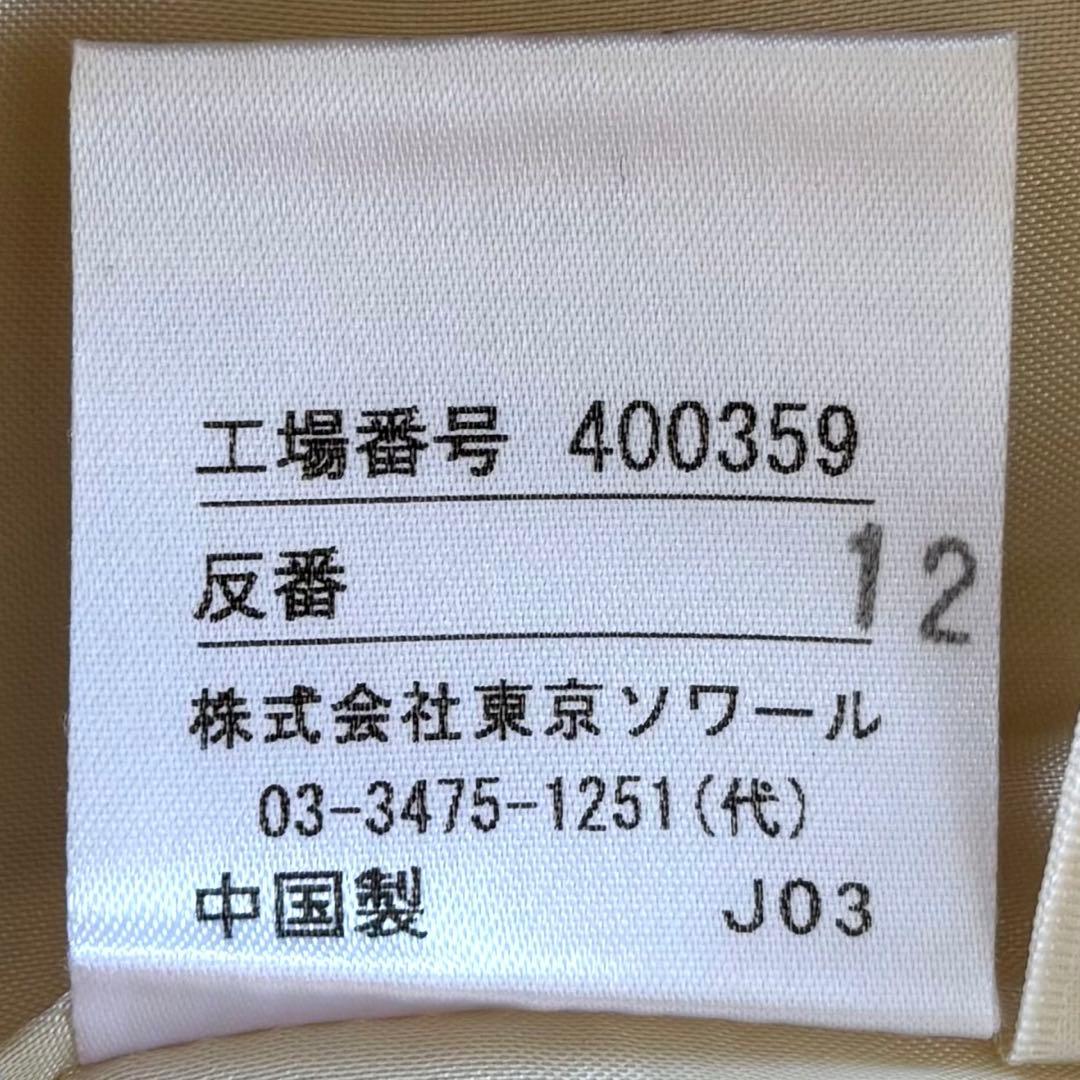 工場番号 400359
反番 12
株式会社東京ソワール
03-3475-1251(代)
中国製 J03